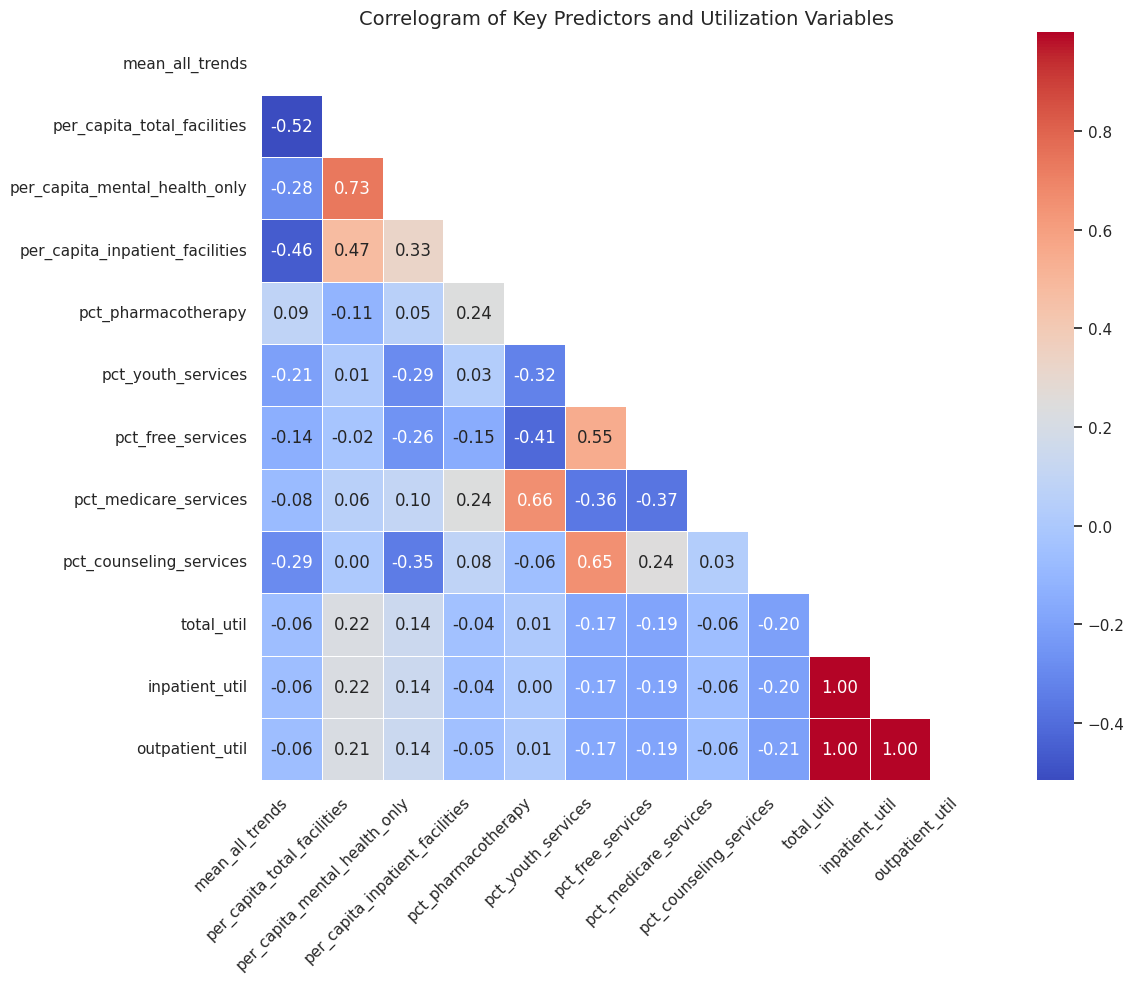 Correlogram of Key Predictors and Utilization Variables
mean_all_trends
per_capita_total_facilities -0.52
per_capita_mental_health_only -0.28 0.73
per_capita_inpatient_facilities -0.46 0.47 0.33
pct_pharmacotherapy 0.09 -0.11 0.05 0.24
pct_youth_services -0.21 0.01 -0.29 0.03 -0.32
pct_free_services -0.14 -0.02 -0.26 -0.15 -0.41 0.55
pct_medicare_services -0.08 0.06 0.10 0.24 0.66 -0.36 -0.37
pct_counseling_services -0.29 0.00 -0.35 0.08 -0.06 0.65 0.24 0.03
total_util -0.06 0.22 0.14 -0.04 0.01 -0.17 -0.19 -0.06 -0.20
inpatient_util -0.06 0.22 0.14 -0.04 0.00 -0.17 -0.19 -0.06 -0.20 1.00
outpatient_util -0.06 0.21 0.14 -0.05 0.01 -0.17 -0.19 -0.06 -0.21 1.00 1.00
mean_all_trends
per_capita_total_facilities
per_capita_mental_health_only
per_capita_inpatient_facilities
pct_pharmacotherapy
pct_youth_services
pct_free_services
pct_medicare_services
pct_counseling_services
total_util
inpatient_util
outpatient_util
0.8
0.6
0.4
0.2
0.0
−0.2
−0.4